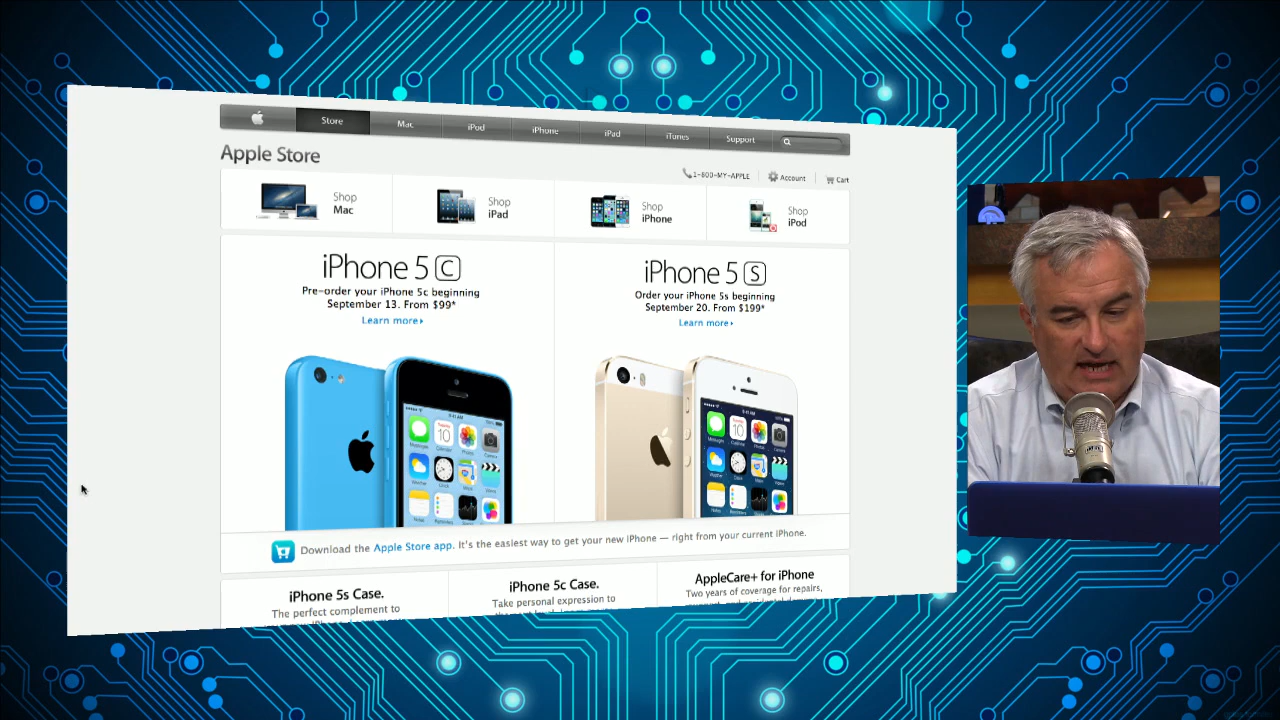 Store
Mac
iPod
iPhone
iPad
iTunes
Support
Apple Store
1-800-MY-APPLE
Account
Cart
Shop
Mac
Shop
iPad
Shop
iPhone
Shop
iPod
iPhone 5 C
Pre-order your iPhone 5c beginning
September 13. From $99*
Learn more
iPhone 5 S
Order your iPhone 5s beginning
September 20. From $199*
Learn more
Download the Apple Store app. It's the easiest way to get your new iPhone — right from your current iPhone.
iPhone 5s Case.
The perfect complement to
iPhone 5c Case.
Take personal expression to
AppleCare+ for iPhone
Two years of coverage for repairs,